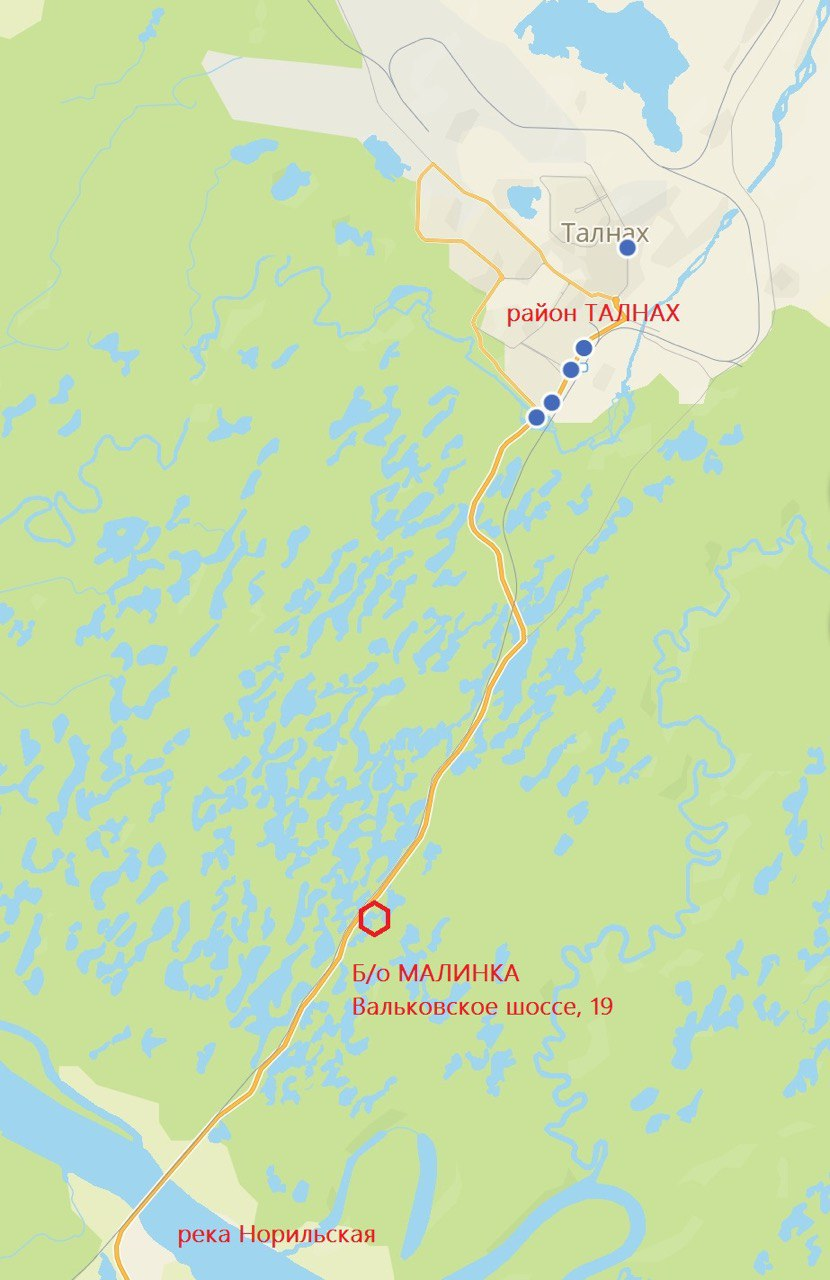 Талнах
район ТАЛНАХ
Б/о МАЛИНКА
Вальковское шоссе, 19
река Норильская